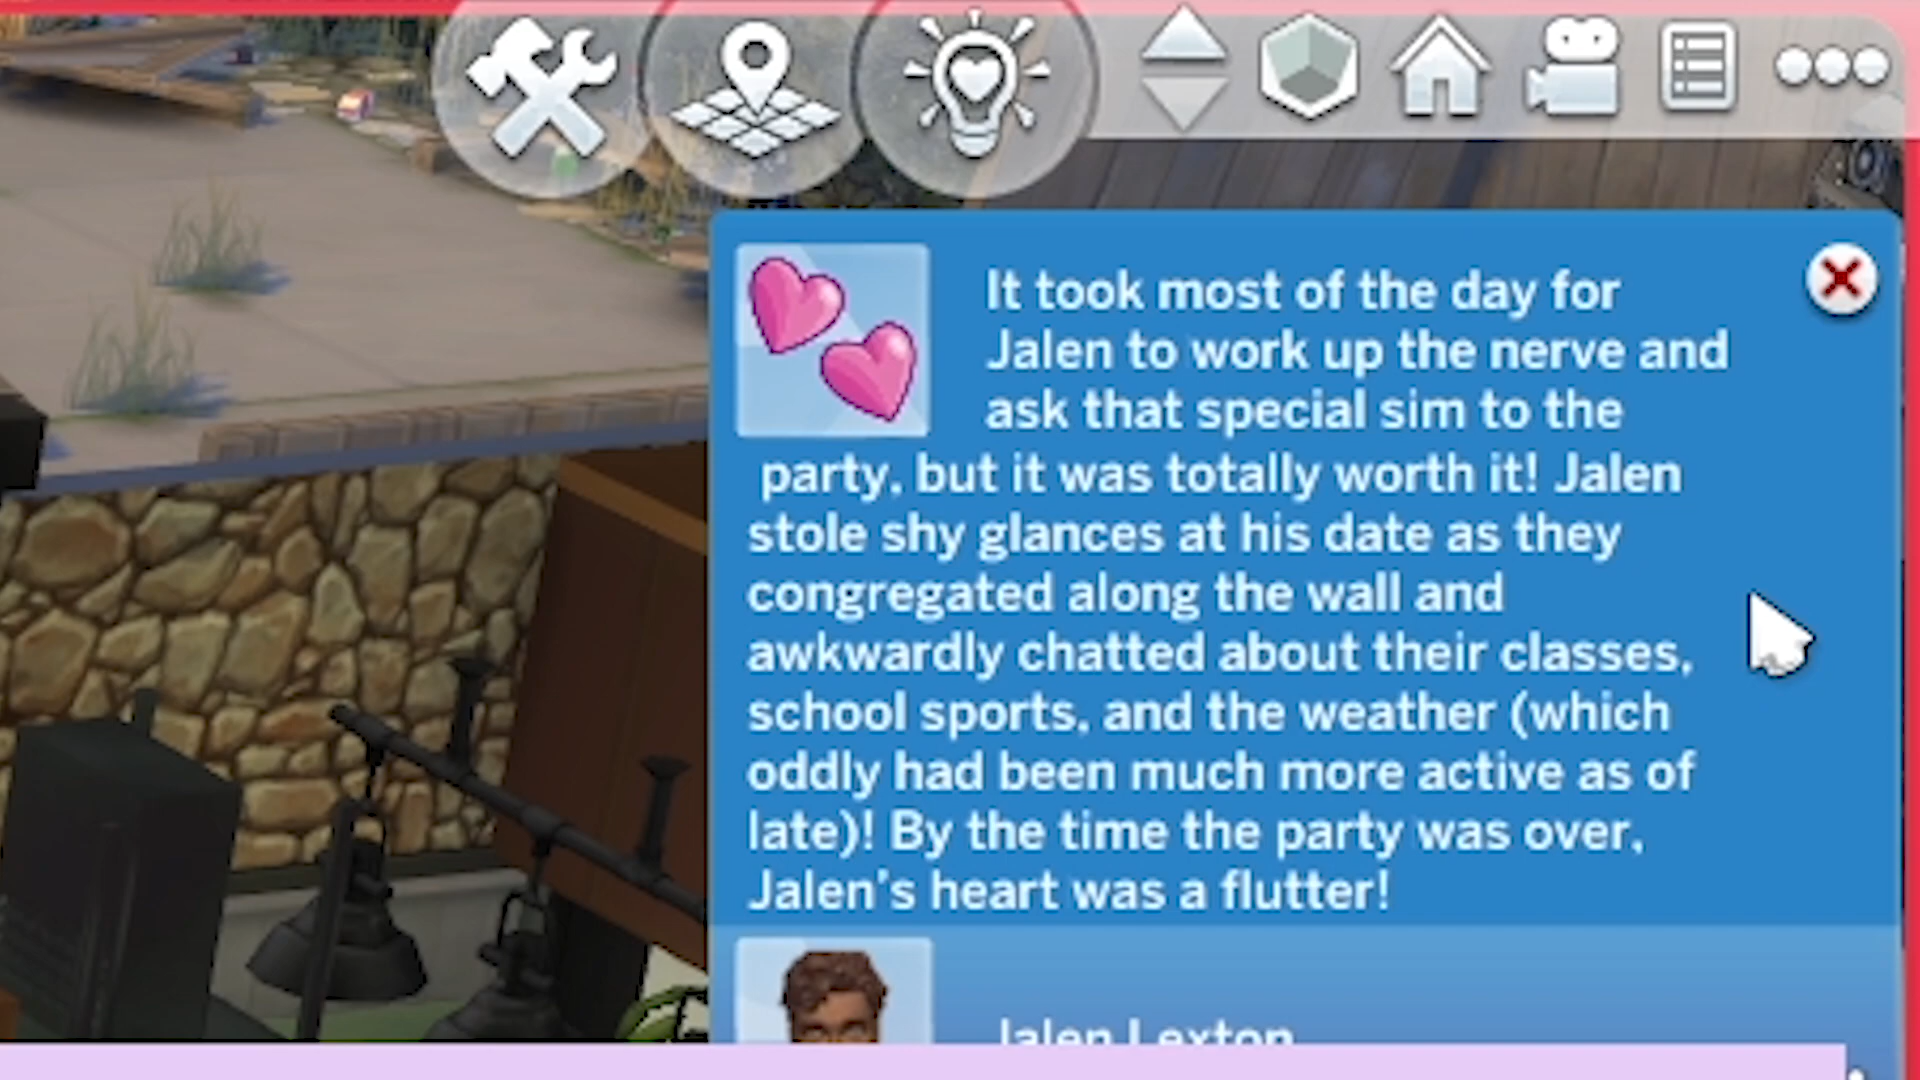 It took most of the day for
Jalen to work up the nerve and
ask that special sim to the
party, but it was totally worth it! Jalen
stole shy glances at his date as they
congregated along the wall and
awkwardly chatted about their classes,
school sports, and the weather (which
oddly had been much more active as of
late)! By the time the party was over,
Jalen's heart was a flutter!
Jalen Lexton